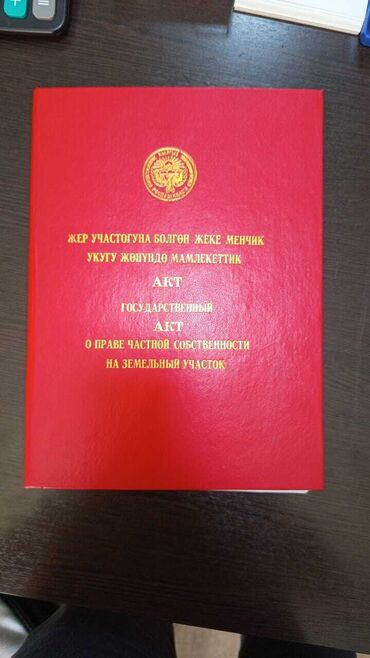 ЖЕР УЧАСТОГУНА БОЛГОН ЖЕКЕ МЕНЧИК
УКУГУ ЖӨНҮНДӨ МАМЛЕКЕТТИК
АКТ
ГОСУДАРСТВЕННЫЙ
АКТ
О ПРАВЕ ЧАСТНОЙ СОБСТВЕННОСТИ
НА ЗЕМЕЛЬНЫЙ УЧАСТОК